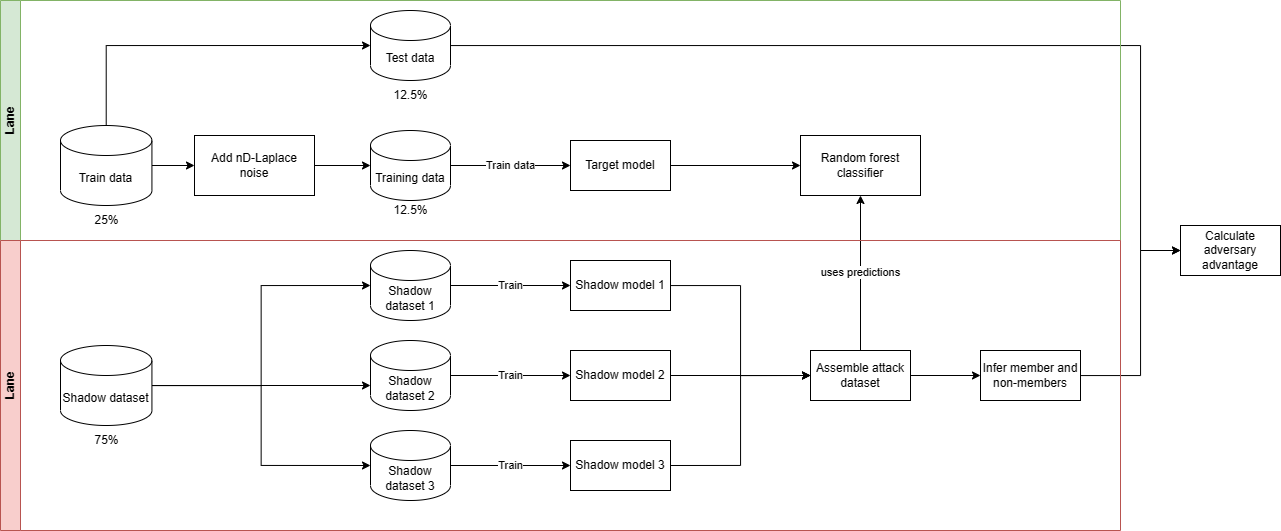 Lane
Test data
12.5%
Train data
25%
Add nD-Laplace
noise
Training data
12.5%
Train data
Target model
Random forest
classifier
Calculate
adversary
advantage
Lane
uses predictions
Shadow
dataset 1
Train
Shadow model 1
Shadow dataset
75%
Shadow
dataset 2
Train
Shadow model 2
Assemble attack
dataset
Infer member and
non-members
Shadow
dataset 3
Train
Shadow model 3